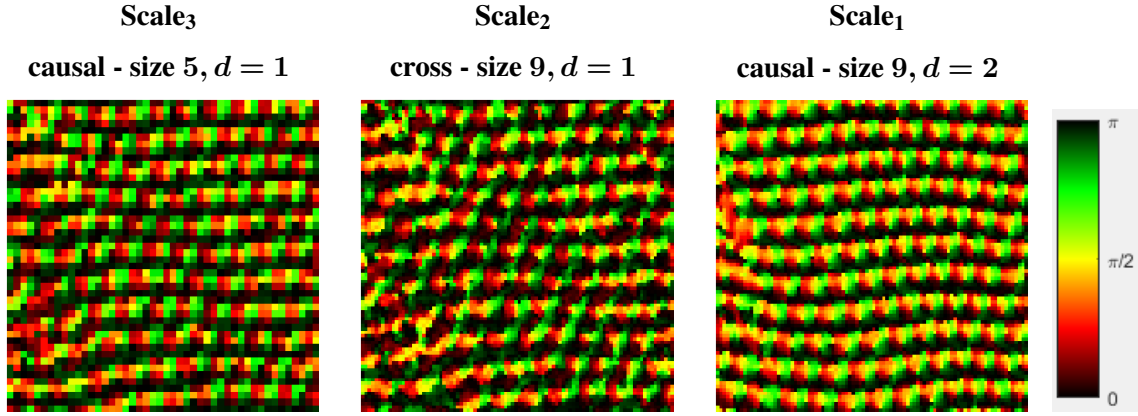 Scale₃ Scale₂ Scale₁
causal - size 5, d = 1 cross - size 9, d = 1 causal - size 9, d = 2
π
π/2
0